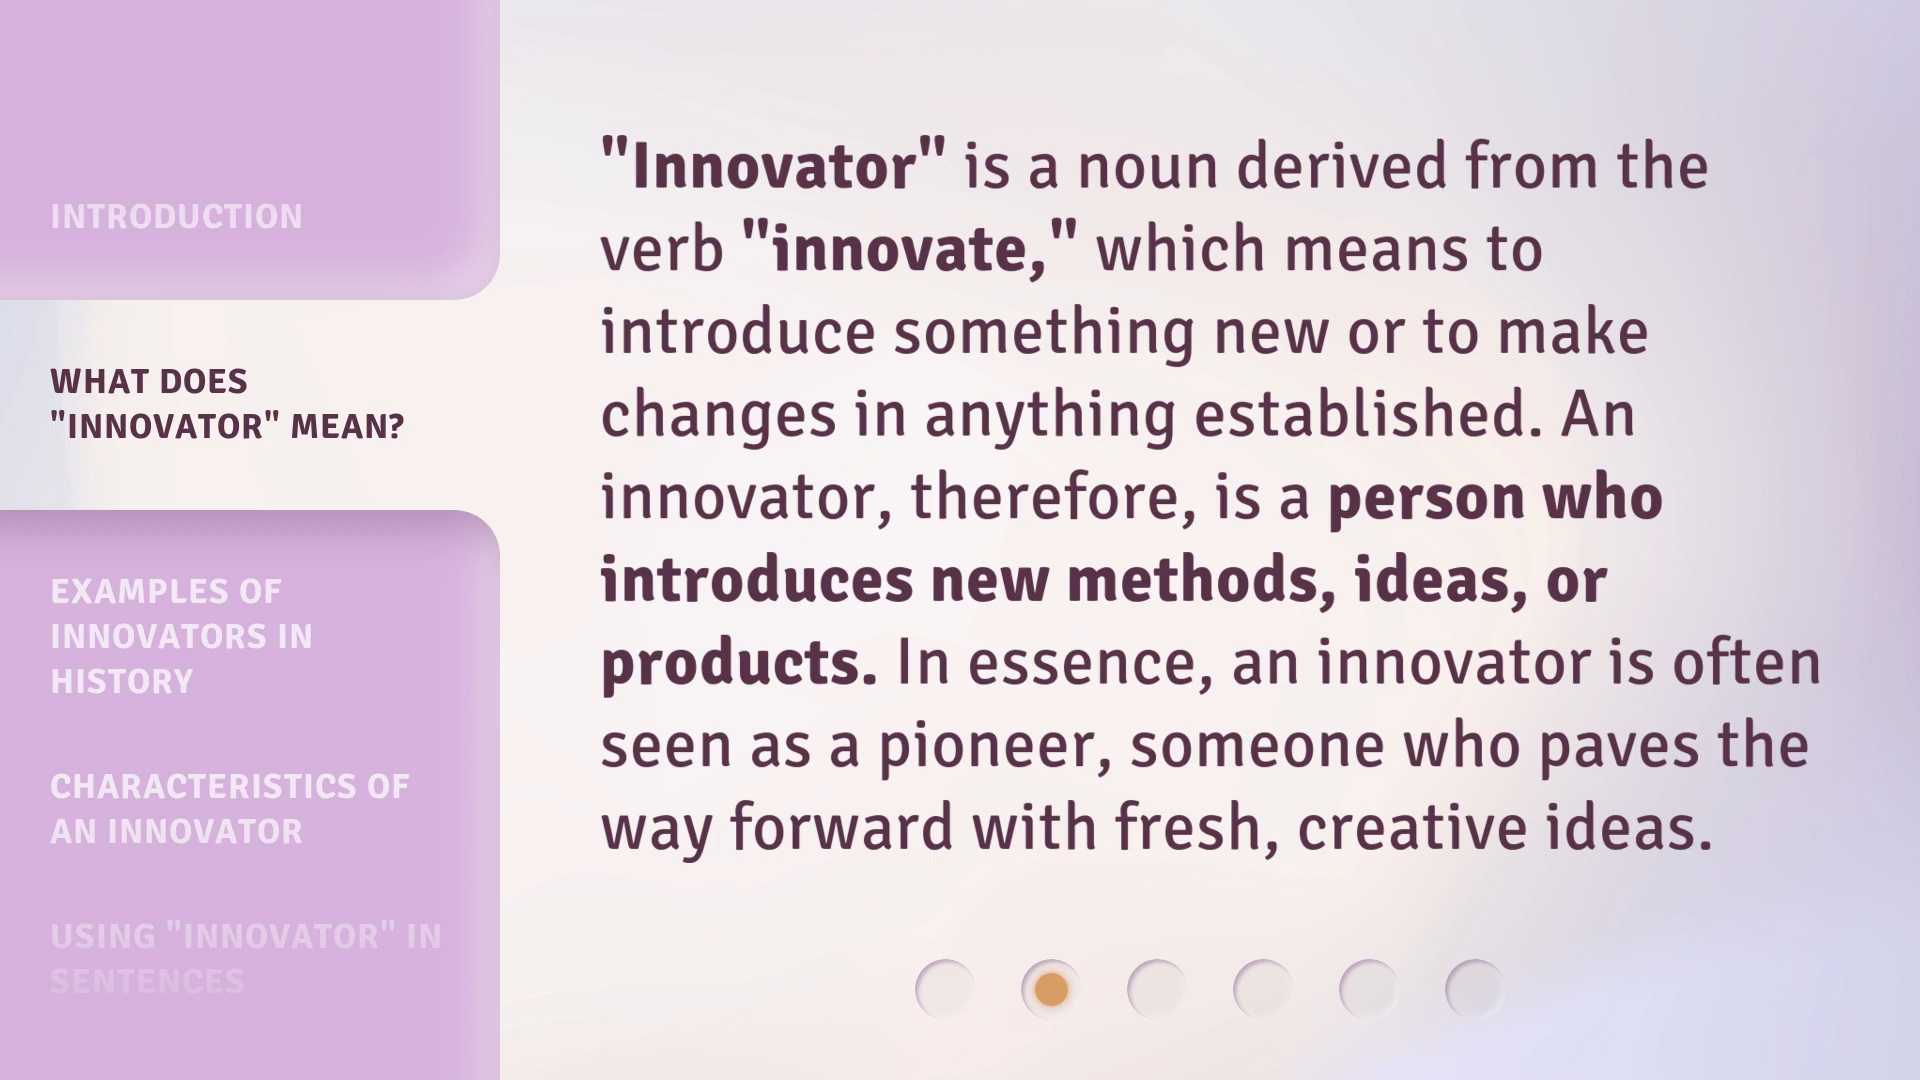 INTRODUCTION
WHAT DOES
"INNOVATOR" MEAN?
EXAMPLES OF
INNOVATORS IN
HISTORY
CHARACTERISTICS OF
AN INNOVATOR
USING "INNOVATOR" IN
SENTENCES
"Innovator" is a noun derived from the
verb "innovate," which means to
introduce something new or to make
changes in anything established. An
innovator, therefore, is a person who
introduces new methods, ideas, or
products. In essence, an innovator is often
seen as a pioneer, someone who paves the
way forward with fresh, creative ideas.